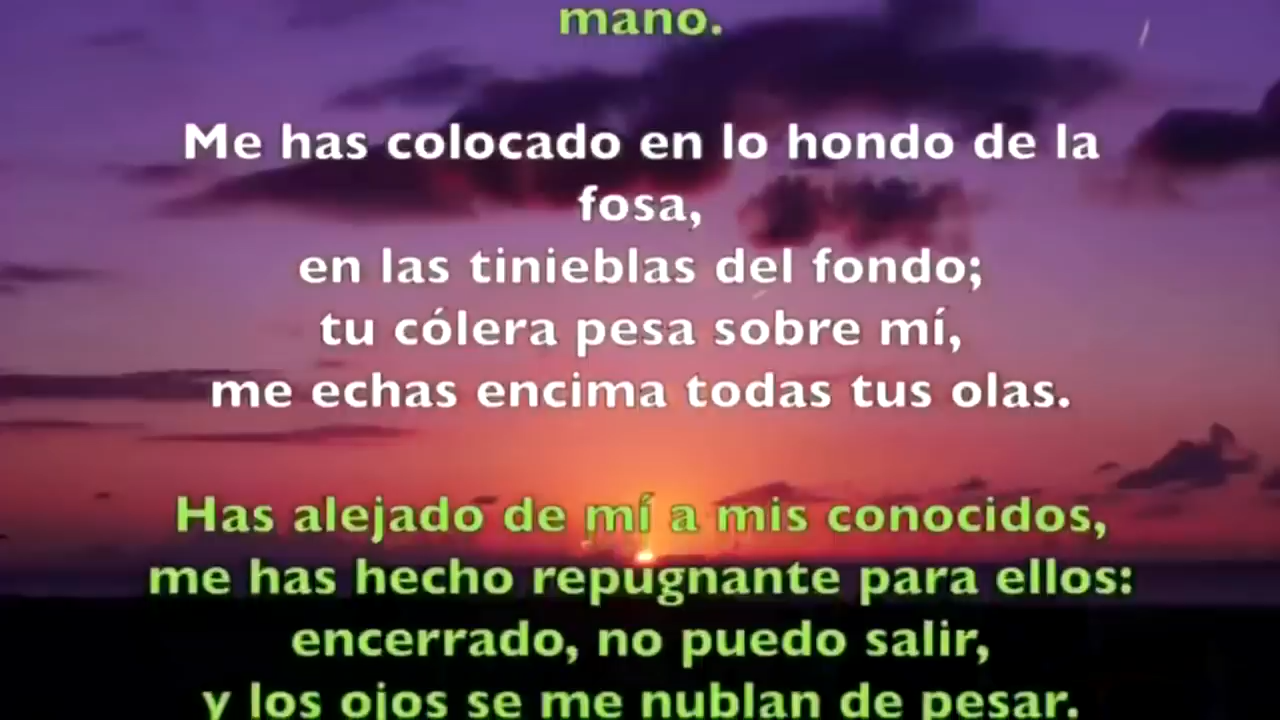 mano.
Me has colocado en lo hondo de la
fosa,
en las tinieblas del fondo;
tu cólera pesa sobre mí,
me echas encima todas tus olas.
Has alejado de mí a mis conocidos,
me has hecho repugnante para ellos:
encerrado, no puedo salir,
y los ojos se me nublan de pesar.